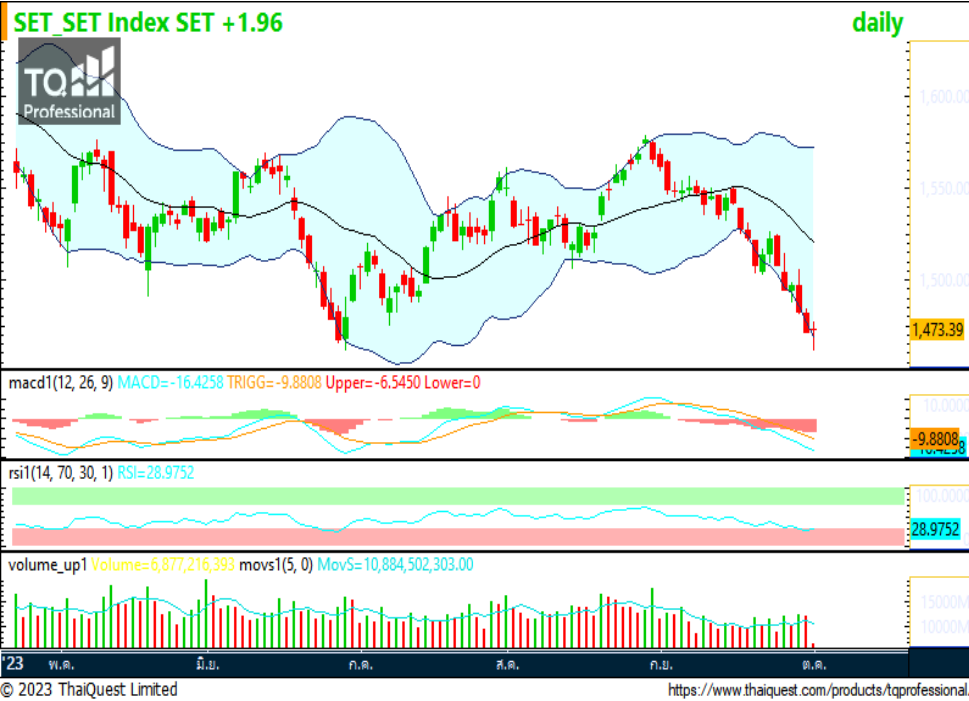 SET_SET Index SET +1.96 daily
TQ
Professional
1,600.00
1,550.00
1,500.00
1,473.39
macd1(12, 26, 9) MACD=-16.4258 TRIGG=-9.8808 Upper=-6.5450 Lower=0
10.0000
-9.8808
-16.4258
rsi1(14, 70, 30, 1) RSI=28.9752
100.0000
28.9752
volume_up1 Volume=6,877,216,393 movs1(5, 0) MovS=10,884,502,303.00
15000M
10000M
'23 พ.ค. มิ.ย. ก.ค. ส.ค. ก.ย. ต.ค.
© 2023 ThaiQuest Limited https://www.thaiquest.com/products/tqprofessional.